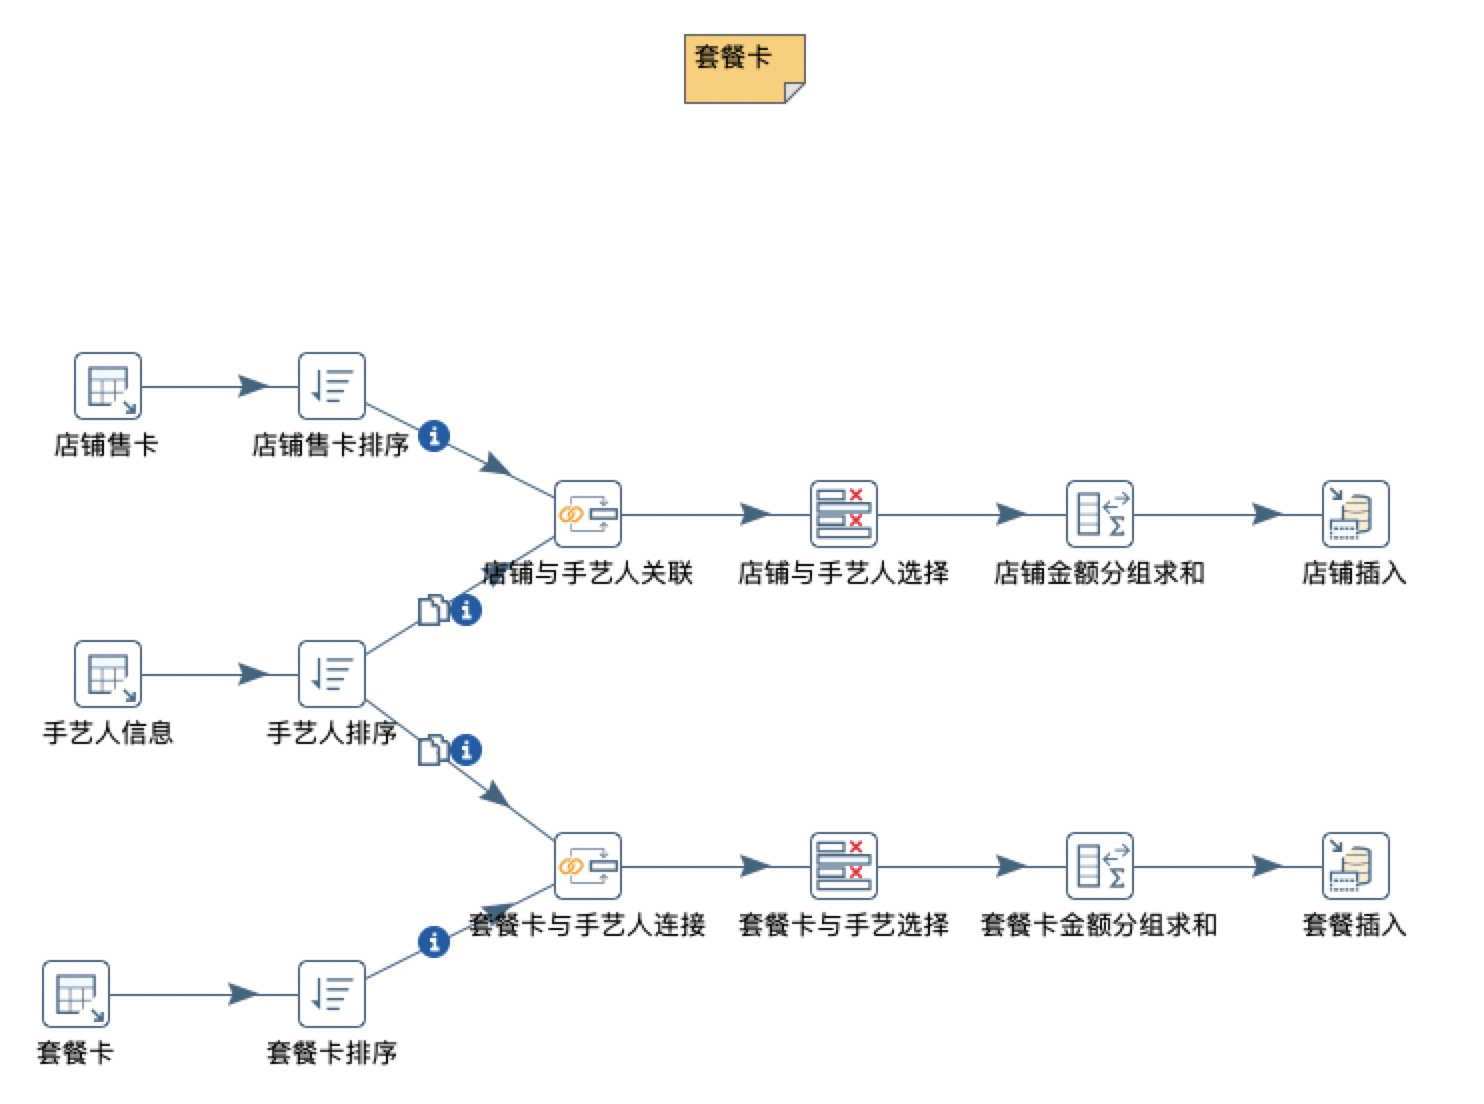 套餐卡
店铺售卡
店铺售卡排序
店铺与手艺人关联
店铺与手艺人选择
店铺金额分组求和
店铺插入
手艺人信息
手艺人排序
套餐卡与手艺人连接
套餐卡与手艺选择
套餐卡金额分组求和
套餐插入
套餐卡
套餐卡排序